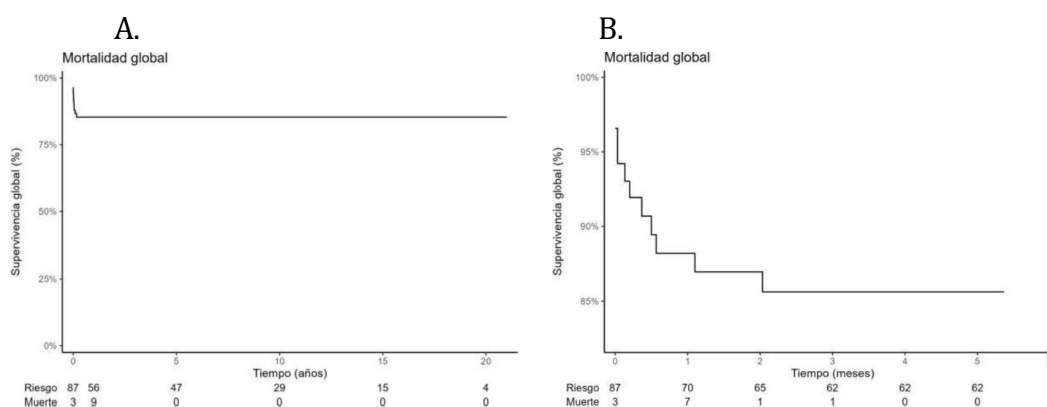 A.
Mortalidad global
Supervivencia global (%)
100%
75%
50%
25%
0%
0 5 10 15 20
Tiempo (años)
Riesgo 87 56 47 29 15 4
Muerte 3 9 0 0 0 0
B.
Mortalidad global
Supervivencia global (%)
100%
95%
90%
85%
0 1 2 3 4 5
Tiempo (meses)
Riesgo 87 70 65 62 62 62
Muerte 3 7 1 1 0 0